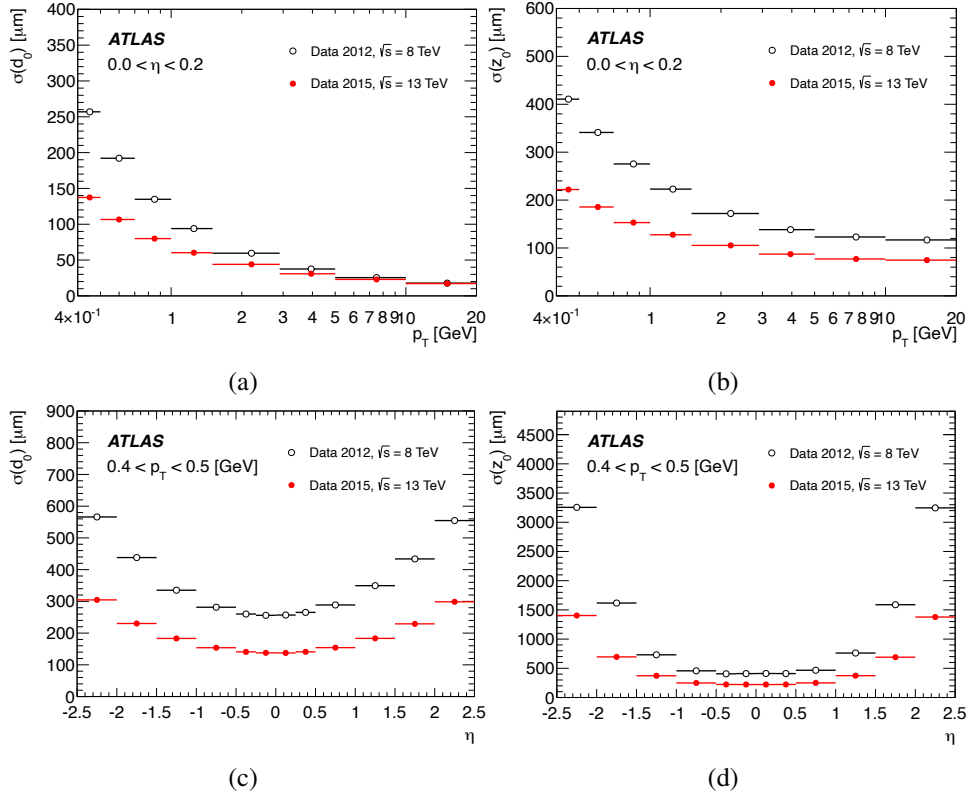 σ(d₀) [μm]
400
350
300
250
200
150
100
50
0
ATLAS
0.0 < η < 0.2
Data 2012, √s = 8 TeV
Data 2015, √s = 13 TeV
4×10⁻¹ 1 2 3 4 5 6 7 8 9 10 20
p_T [GeV]
(a)
σ(z₀) [μm]
600
500
400
300
200
100
0
ATLAS
0.0 < η < 0.2
Data 2012, √s = 8 TeV
Data 2015, √s = 13 TeV
4×10⁻¹ 1 2 3 4 5 6 7 8 9 10 20
p_T [GeV]
(b)
σ(d₀) [μm]
900
800
700
600
500
400
300
200
100
0
ATLAS
0.4 < p_T < 0.5 [GeV]
Data 2012, √s = 8 TeV
Data 2015, √s = 13 TeV
-2.5 -2 -1.5 -1 -0.5 0 0.5 1 1.5 2 2.5
η
(c)
σ(z₀) [μm]
4500
4000
3500
3000
2500
2000
1500
1000
500
0
ATLAS
0.4 < p_T < 0.5 [GeV]
Data 2012, √s = 8 TeV
Data 2015, √s = 13 TeV
-2.5 -2 -1.5 -1 -0.5 0 0.5 1 1.5 2 2.5
η
(d)